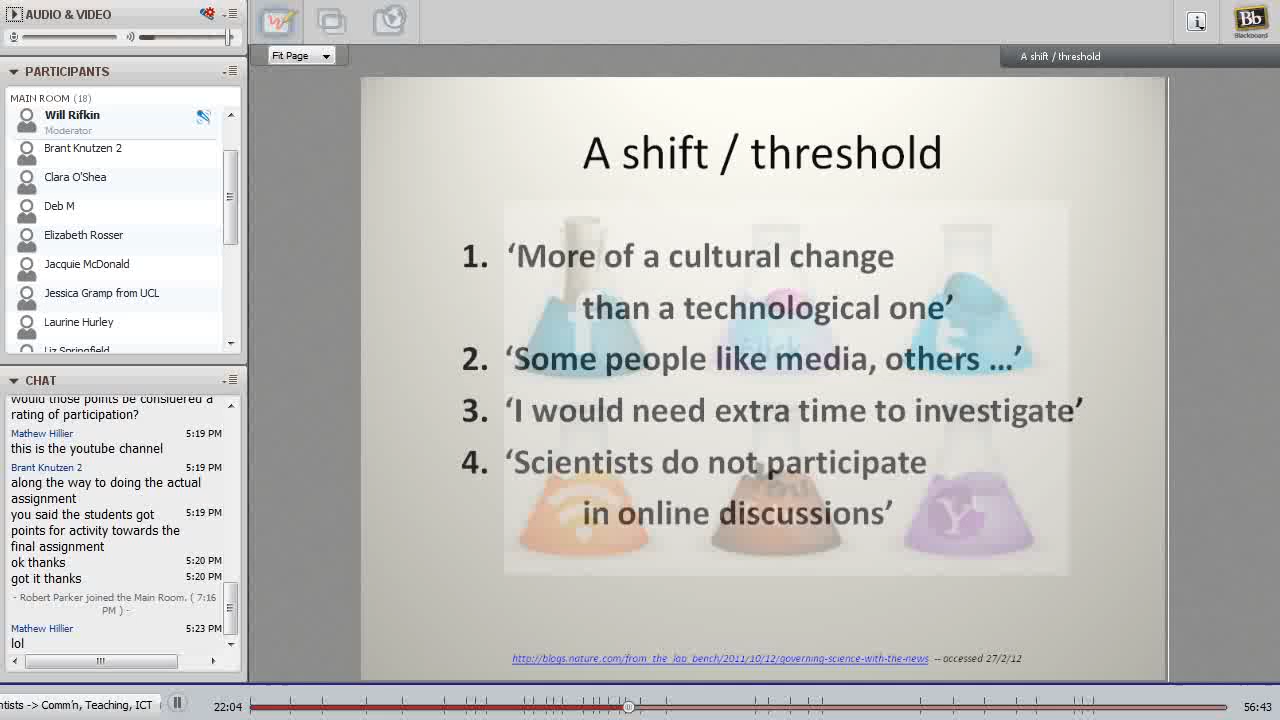 AUDIO & VIDEO
PARTICIPANTS
MAIN ROOM (18)
Will Rifkin
Moderator
Brant Knutzen 2
Clara O'Shea
Deb M
Elizabeth Rosser
Jacquie McDonald
Jessica Gramp from UCL
Laurine Hurley
Liz Springfield
CHAT
would those points be considered a
rating of participation?
Mathew Hillier 5:19 PM
this is the youtube channel
Brant Knutzen 2 5:19 PM
along the way to doing the actual
assignment
you said the students got 5:19 PM
points for activity towards the
final assignment
ok thanks 5:20 PM
got it thanks 5:20 PM
- Robert Parker joined the Main Room. ( 7:16
PM ) -
Mathew Hillier 5:23 PM
lol
Fit Page
i
Bb
Blackboard
A shift / threshold
A shift / threshold
1. ‘More of a cultural change
than a technological one’
2. ‘Some people like media, others …’
3. ‘I would need extra time to investigate’
4. ‘Scientists do not participate
in online discussions’
http://blogs.nature.com/from_the_lab_bench/2011/10/12/governing-science-with-the-news -- accessed 27/2/12
ntists -> Comm'n, Teaching, ICT
22:04
56:43